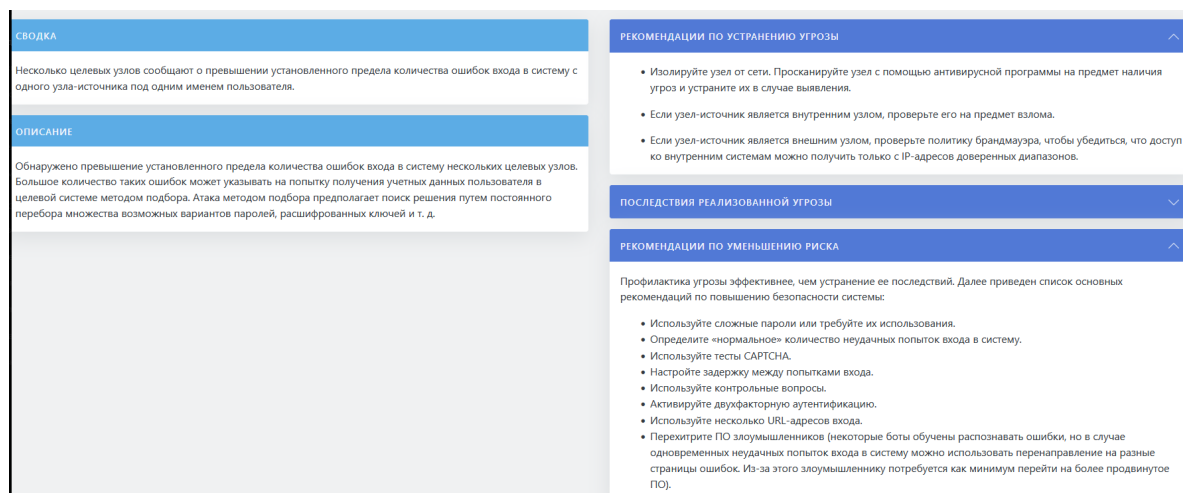 СВОДКА
Несколько целевых узлов сообщают о превышении установленного предела количества ошибок входа в систему с
одного узла-источника под одним именем пользователя.
ОПИСАНИЕ
Обнаружено превышение установленного предела количества ошибок входа в систему нескольких целевых узлов.
Большое количество таких ошибок может указывать на попытку получения учетных данных пользователя в
целевой системе методом подбора. Атака методом подбора предполагает поиск решения путем постоянного
перебора множества возможных вариантов паролей, расшифрованных ключей и т. д.
РЕКОМЕНДАЦИИ ПО УСТРАНЕНИЮ УГРОЗЫ
• Изолируйте узел от сети. Просканируйте узел с помощью антивирусной программы на предмет наличия
угроз и устраните их в случае выявления.
• Если узел-источник является внутренним узлом, проверьте его на предмет взлома.
• Если узел-источник является внешним узлом, проверьте политику брандмауэра, чтобы убедиться, что доступ
ко внутренним системам можно получить только с IP-адресов доверенных диапазонов.
ПОСЛЕДСТВИЯ РЕАЛИЗОВАННОЙ УГРОЗЫ
РЕКОМЕНДАЦИИ ПО УМЕНЬШЕНИЮ РИСКА
Профилактика угрозы эффективнее, чем устранение ее последствий. Далее приведен список основных
рекомендаций по повышению безопасности системы:
• Используйте сложные пароли или требуйте их использования.
• Определите «нормальное» количество неудачных попыток входа в систему.
• Используйте тесты CAPTCHA.
• Настройте задержку между попытками входа.
• Используйте контрольные вопросы.
• Активируйте двухфакторную аутентификацию.
• Используйте несколько URL-адресов входа.
• Перехитрите ПО злоумышленников (некоторые боты обучены распознавать ошибки, но в случае
одновременных неудачных попыток входа в систему можно использовать перенаправление на разные
страницы ошибок. Из-за этого злоумышленнику потребуется как минимум перейти на более продвинутое
ПО).